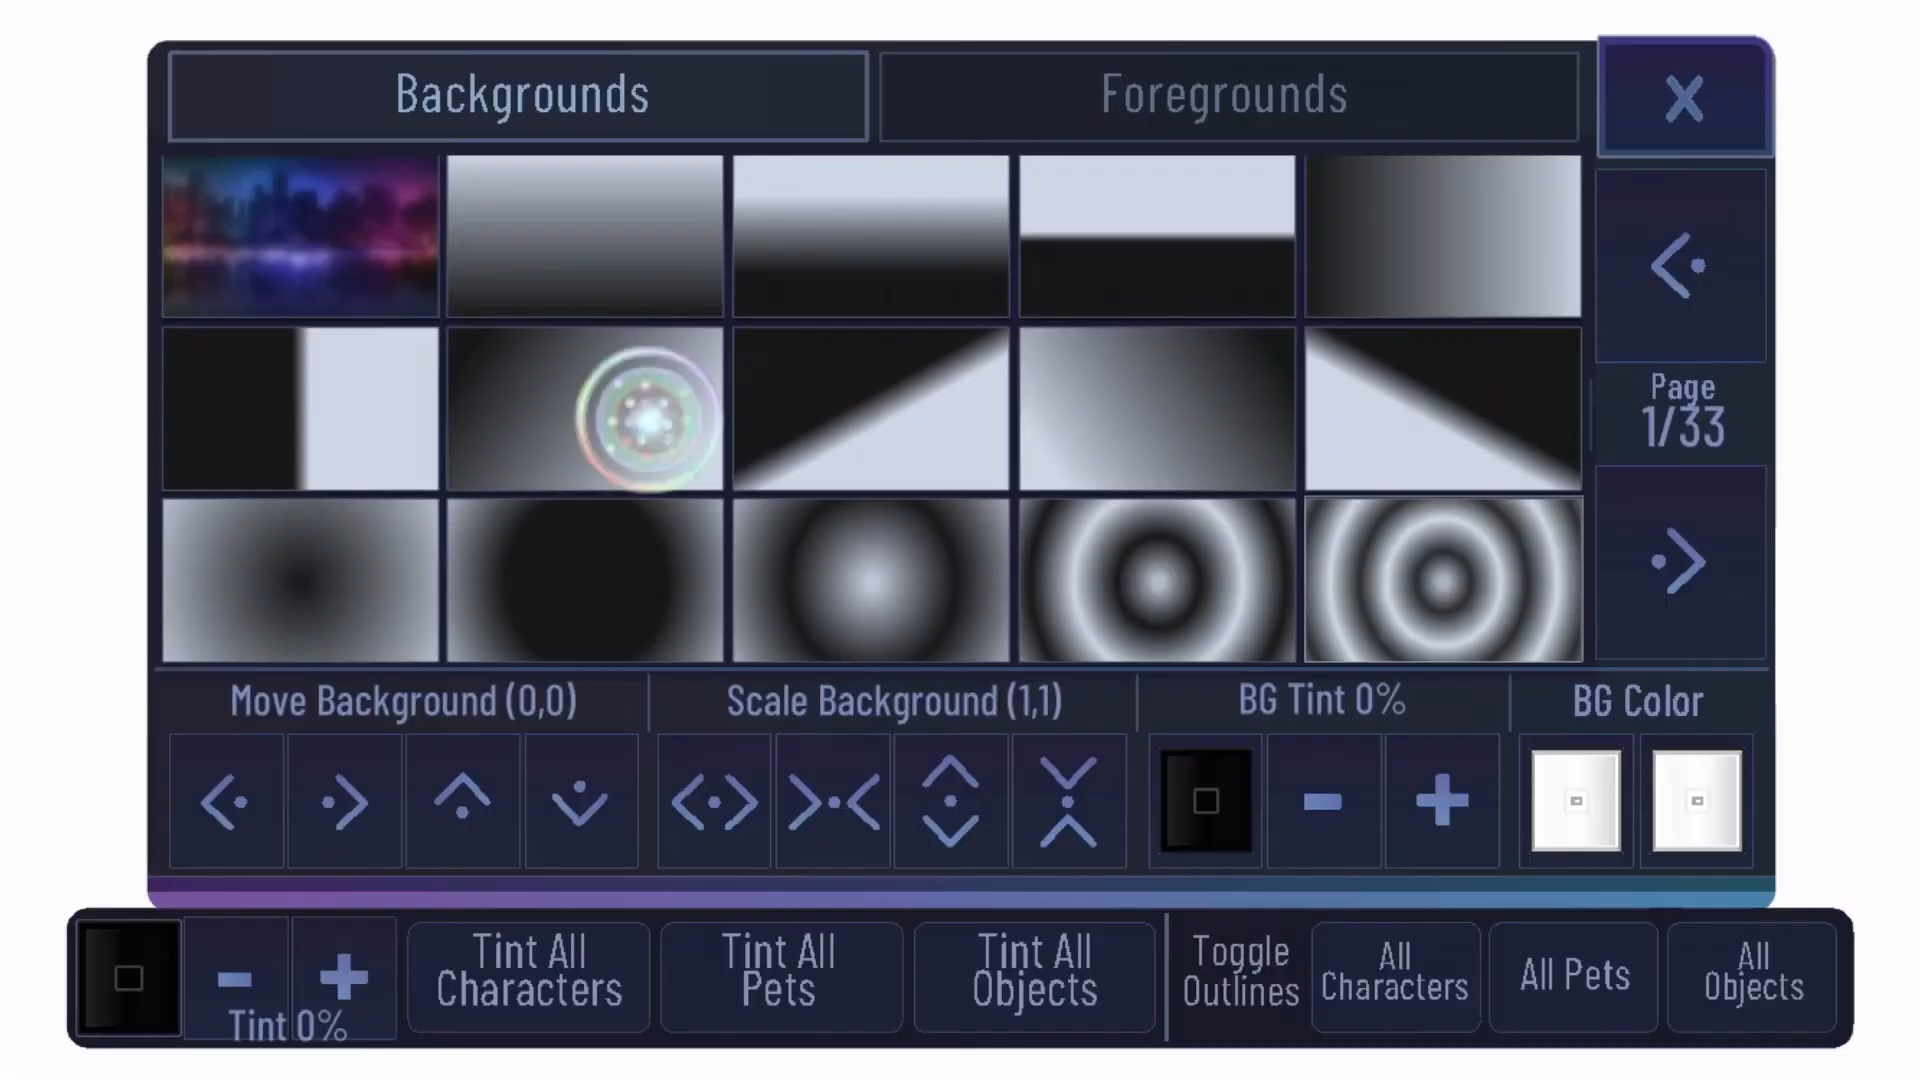 Backgrounds
Foregrounds
X
Page
1/33
Move Background (0,0)
Scale Background (1,1)
BG Tint 0%
BG Color
Tint 0%
Tint All
Characters
Tint All
Pets
Tint All
Objects
Toggle
Outlines
All
Characters
All Pets
All
Objects